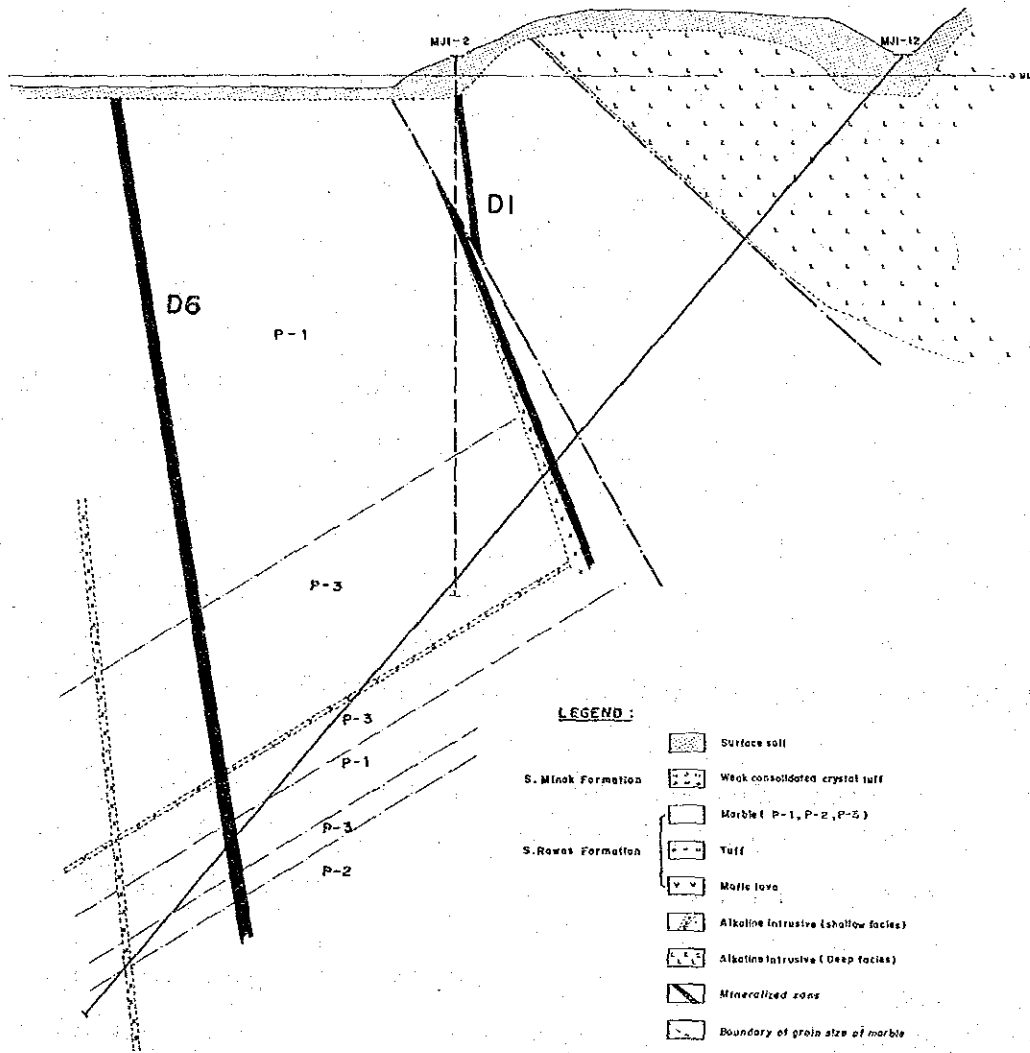 MJI-2
MJI-12
D1
D6
P-1
P-3
P-3
P-1
P-3
P-2
LEGEND :
Surface soil
S. Minak Formation
Weak consolidated crystal tuff
Marble ( P-1, P-2, P-3 )
S. Rawas Formation
Tuff
Mafic lava
Alkaline intrusive (shallow facies)
Alkaline intrusive ( Deep facies)
Mineralized zone
Boundary of grain size of marble